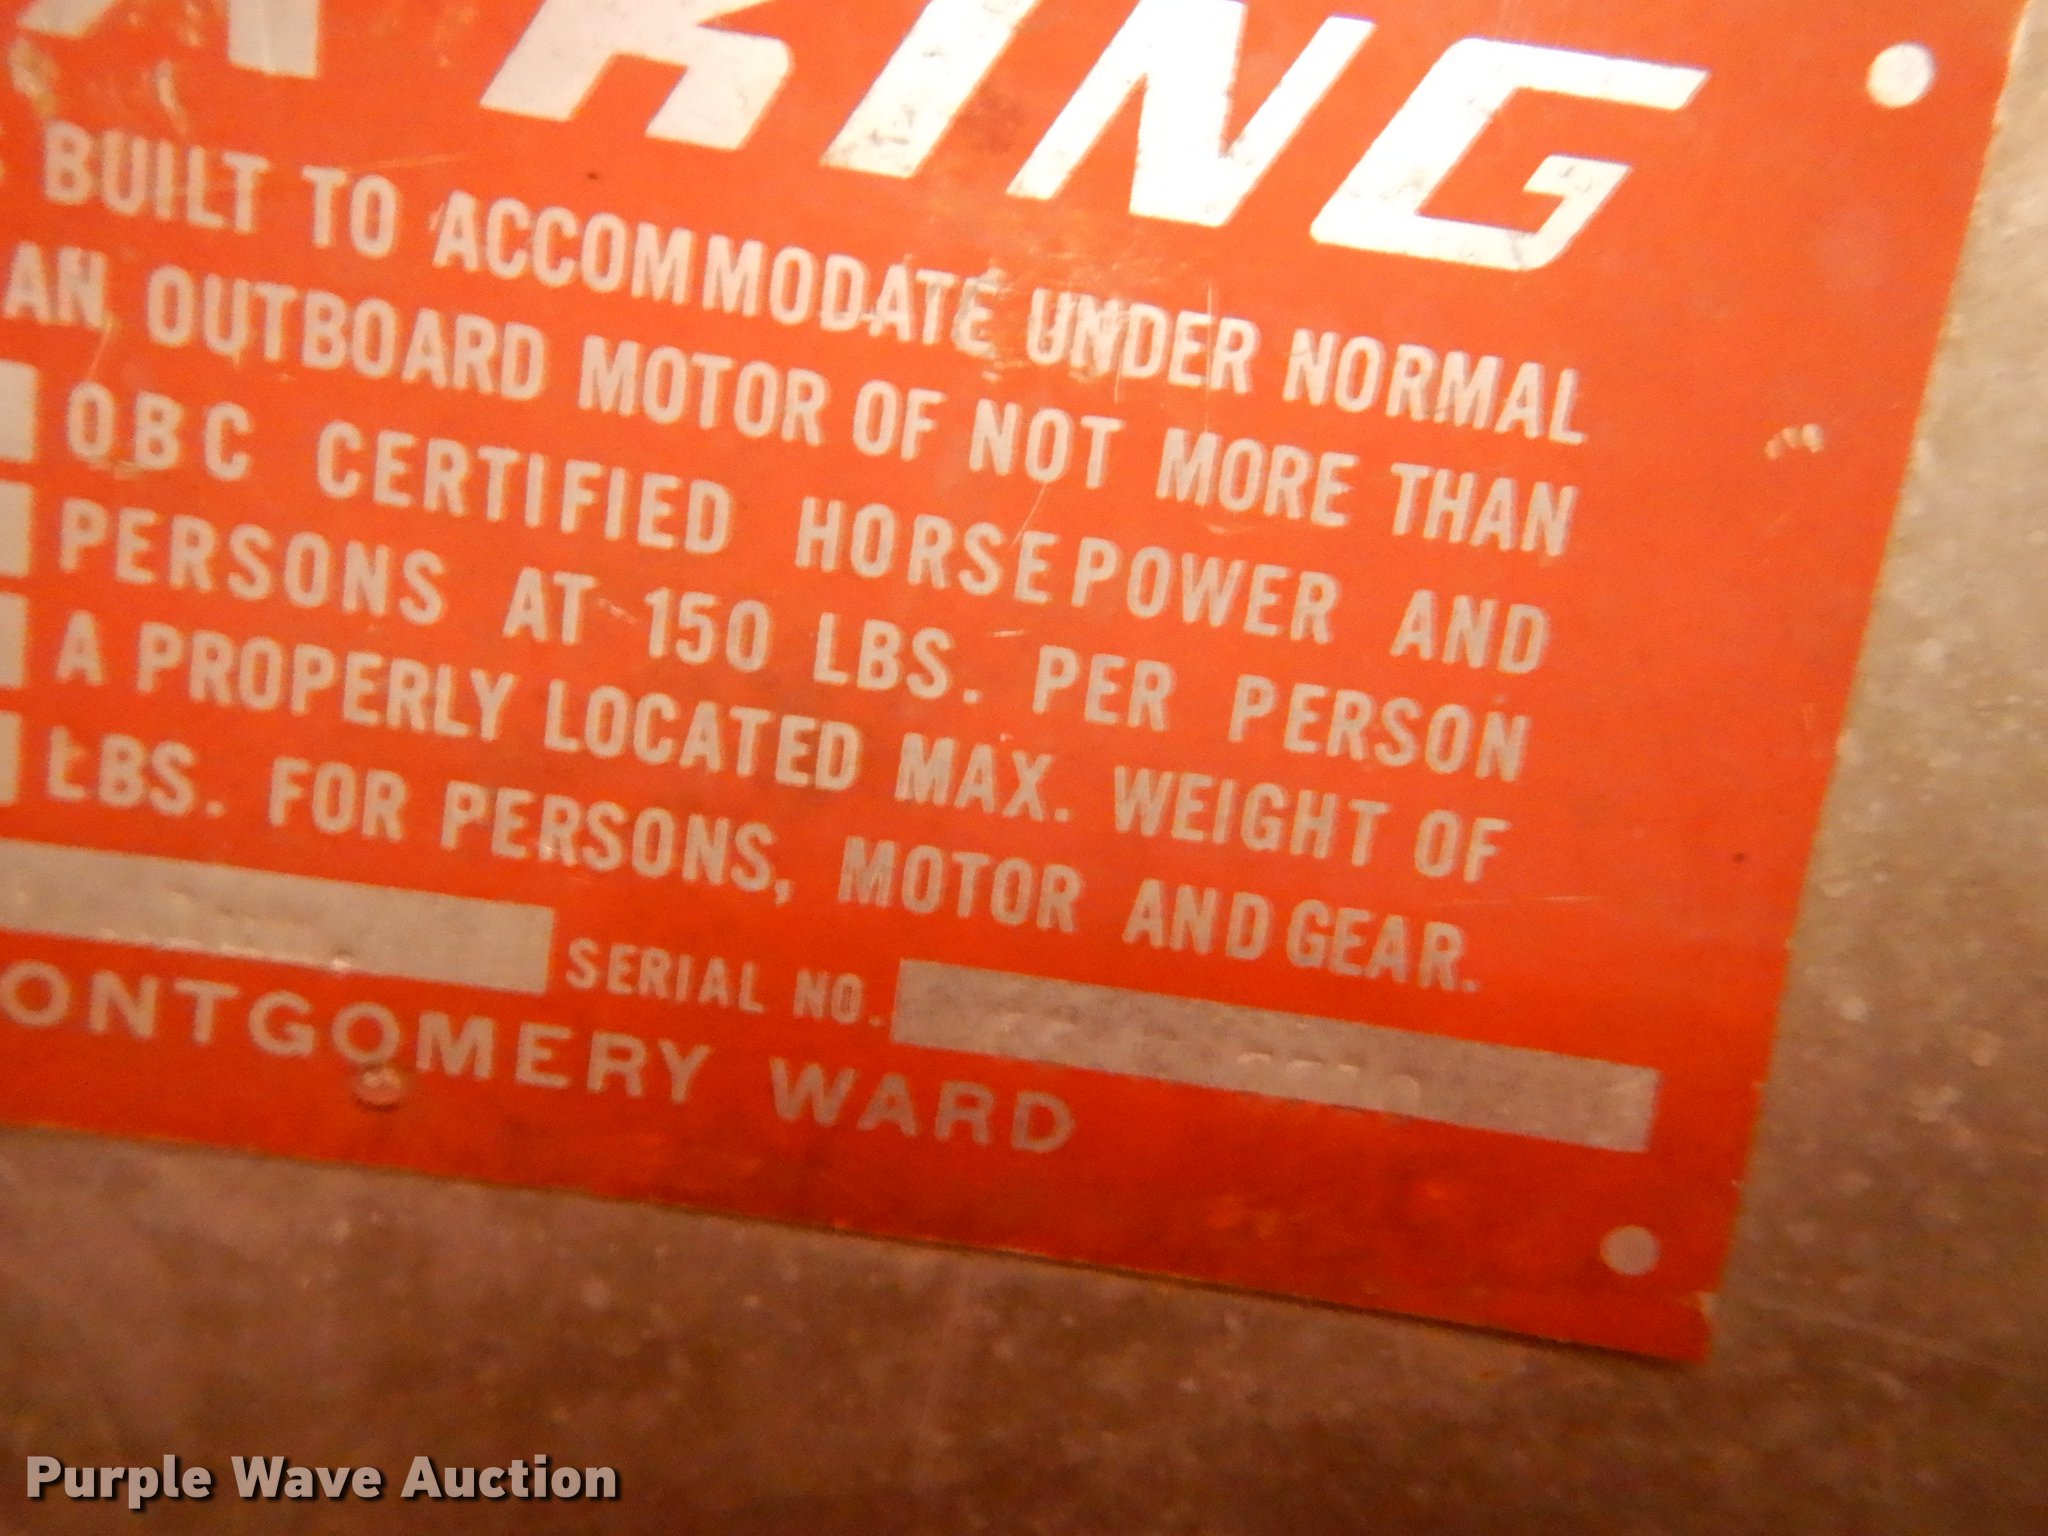 KING
BUILT TO ACCOMMODATE UNDER NORMAL
AN OUTBOARD MOTOR OF NOT MORE THAN
OBC CERTIFIED HORSEPOWER AND
PERSONS AT 150 LBS. PER PERSON
A PROPERLY LOCATED MAX. WEIGHT OF
LBS. FOR PERSONS, MOTOR AND GEAR.
SERIAL NO.
ONTGOMERY WARD
Purple Wave Auction